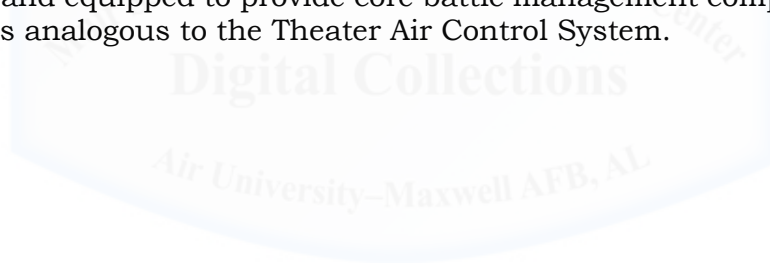 and equipped to provide core battle management comp
s analogous to the Theater Air Control System.
Digital Collections
Air University–Maxwell AFB, AL